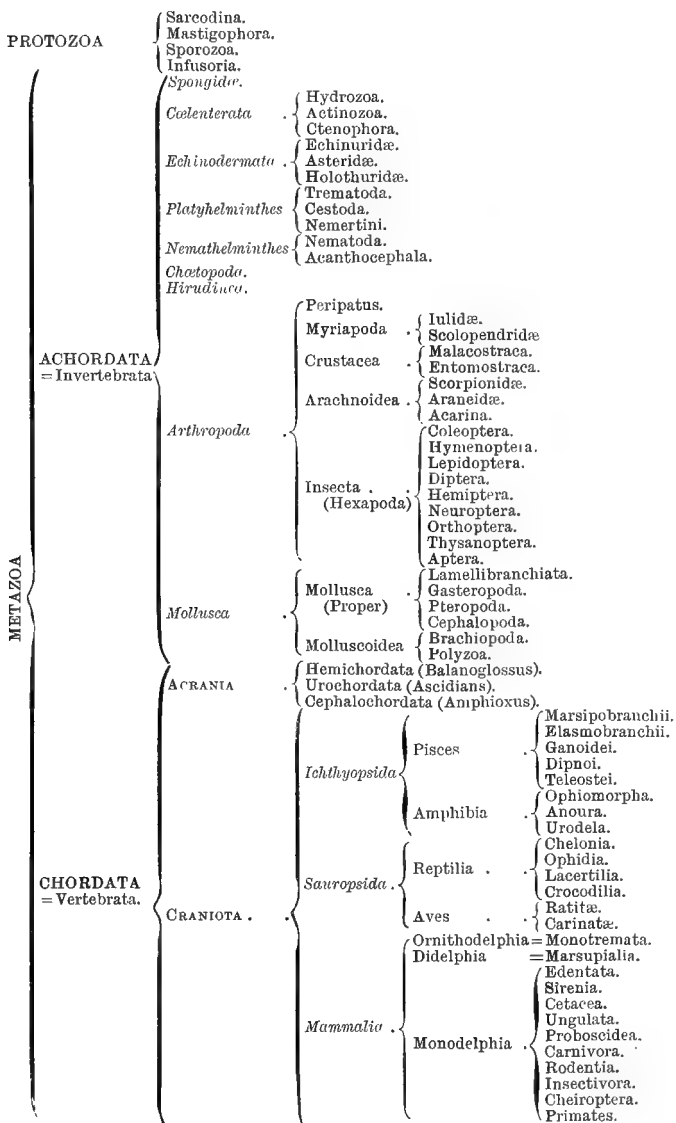 PROTOZOA
Sarcodina.
Mastigophora.
Sporozoa.
Infusoria.
METAZOA
ACHORDATA
=Invertebrata
Spongidæ.
Cœlenterata .
Hydrozoa.
Actinozoa.
Ctenophora.
Echinodermata .
Echinuridæ.
Asteridæ.
Holothuridæ.
Platyhelminthes
Trematoda.
Cestoda.
Nemertini.
Nemathelminthes
Nematoda.
Acanthocephala.
Chætopoda.
Hirudinea.
Arthropoda .
Peripatus.
Myriapoda .
Iulidæ.
Scolopendridæ
Crustacea .
Malacostraca.
Entomostraca.
Arachnoidea .
Scorpionidæ.
Araneidæ.
Acarina.
Insecta . .
(Hexapoda)
Coleoptera.
Hymenoptera.
Lepidoptera.
Diptera.
Hemiptera.
Neuroptera.
Orthoptera.
Thysanoptera.
Aptera.
Mollusca .
Mollusca
(Proper)
Lamellibranchiata.
Gasteropoda.
Pteropoda.
Cephalopoda.
Molluscoidea .
Brachiopoda.
Polyzoa.
CHORDATA
=Vertebrata.
ACRANIA .
Hemichordata (Balanoglossus).
Urochordata (Ascidians).
Cephalochordata (Amphioxus).
CRANIOTA . .
Ichthyopsida
Pisces .
Marsipobranchii.
Elasmobranchii.
Ganoidei.
Dipnoi.
Teleostei.
Amphibia .
Ophiomorpha.
Anoura.
Urodela.
Sauropsida .
Reptilia . .
Chelonia.
Ophidia.
Lacertilia.
Crocodilia.
Aves . .
Ratitæ.
Carinatæ.
Mammalia .
Ornithodelphia=Monotremata.
Didelphia =Marsupialia.
Monodelphia .
Edentata.
Sirenia.
Cetacea.
Ungulata.
Proboscidea.
Carnivora.
Rodentia.
Insectivora.
Cheiroptera.
Primates.